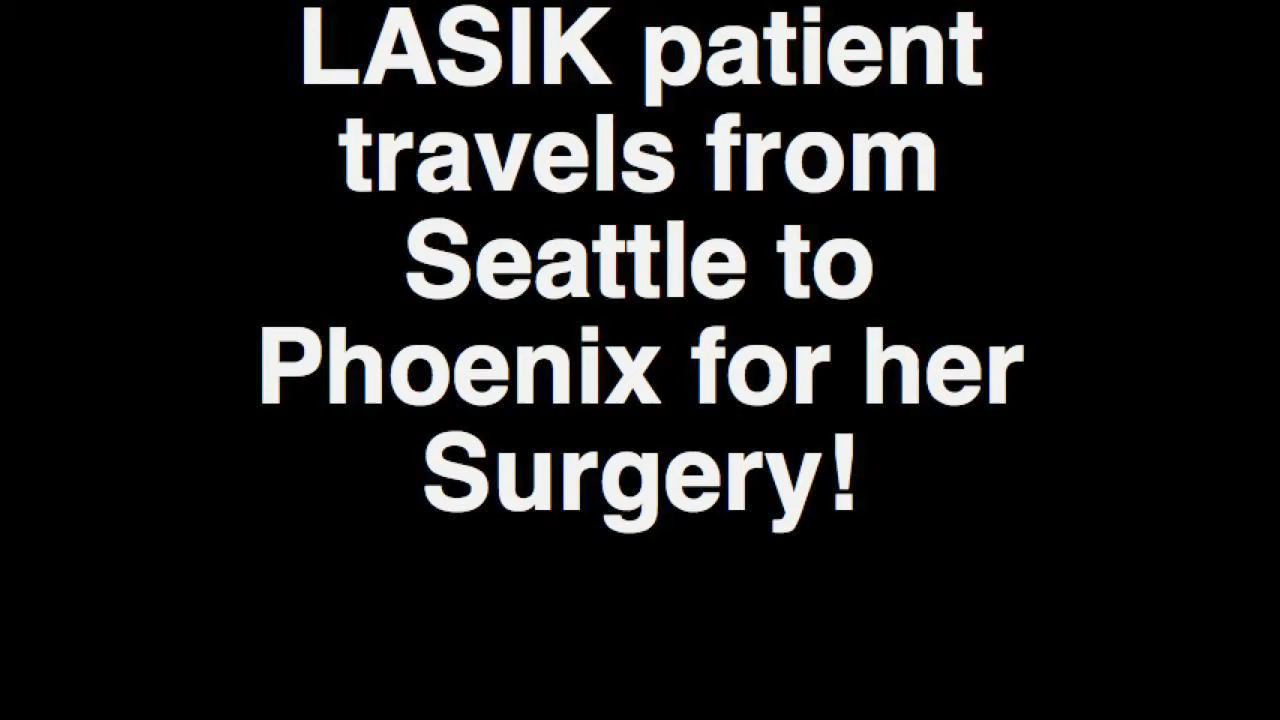 LASIK patient
travels from
Seattle to
Phoenix for her
Surgery!